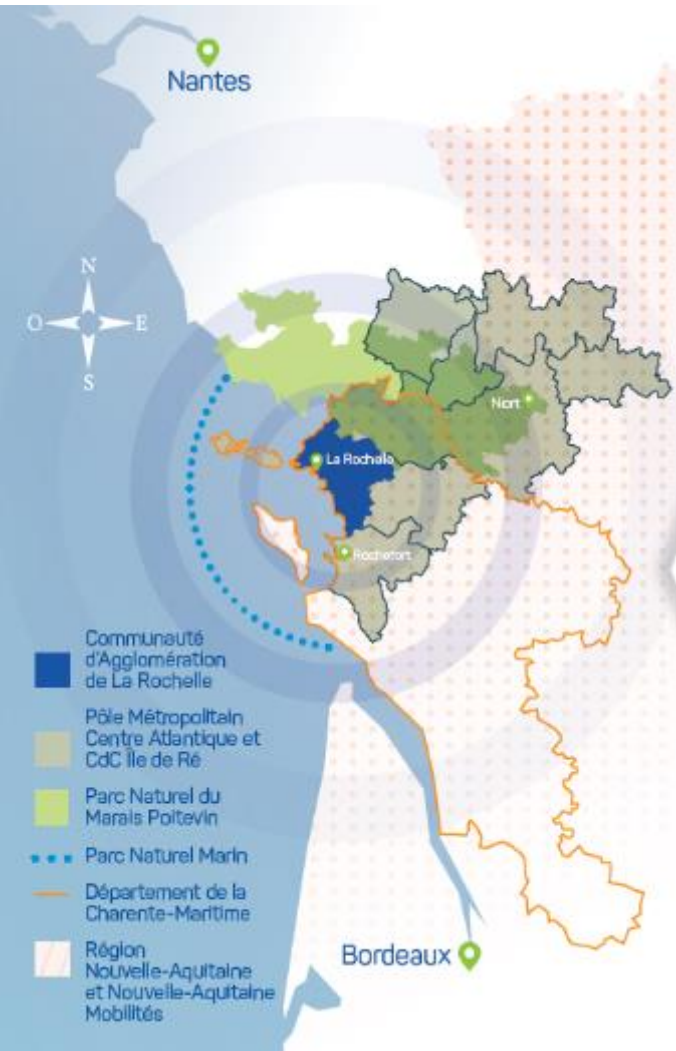 Nantes
N
O
E
S
Niort
La Rochelle
Rochefort
Communauté
d'Agglomération
de La Rochelle
Pôle Métropolitain
Centre Atlantique et
CdC Île de Ré
Parc Naturel du
Marais Poitevin
Parc Naturel Marin
Département de la
Charente-Maritime
Région
Nouvelle-Aquitaine
et Nouvelle-Aquitaine
Mobilités
Bordeaux